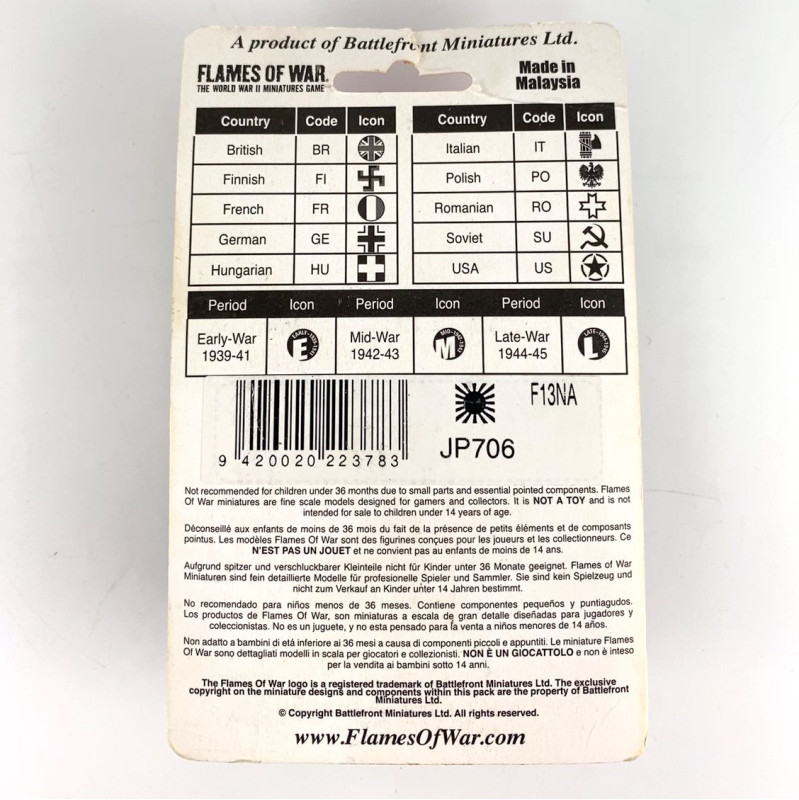 A product of Battlefront Miniatures Ltd.
FLAMES OF WAR
THE WORLD WAR II MINIATURES GAME
Made in
Malaysia
Country Code Icon Country Code Icon
British BR Italian IT
Finnish FI Polish PO
French FR Romanian RO
German GE Soviet SU
Hungarian HU USA US
Period Icon Period Icon Period Icon
Early-War Mid-War Late-War
1939-41 E 1942-43 M 1944-45 L
F13NA
JP706
9 420020 223783
Not recommended for children under 36 months due to small parts and essential pointed components. Flames
Of War miniatures are fine scale models designed for gamers and collectors. It is NOT A TOY and is not
intended for sale to children under 14 years of age.
Déconseillé aux enfants de moins de 36 mois du fait de la présence de petits éléments et de composants
pointus. Les modèles Flames Of War sont des figurines conçues pour les joueurs et les collectionneurs. Ce
N'EST PAS UN JOUET et ne convient pas au enfants de moins de 14 ans.
Aufgrund spitzer und verschluckbarer Kleinteile nicht für Kinder unter 36 Monate geeignet. Flames of War
Miniaturen sind fein detaillierte Modelle für profesionelle Spieler und Sammler. Sie sind kein Spielzeug und
nicht zum Verkauf an Kinder unter 14 Jahren bestimmt.
No recomendado para niños menos de 36 meses. Contiene componentes pequeños y puntiagudos.
Los productos de Flames Of War, son miniaturas a escala de gran detalle diseñadas para jugadores y
coleccionistas. No es un juguete, y no esta pensado para la venta a niños menores de 14 años.
Non adatto a bambini di etá inferiore ai 36 mesi a causa di componenti piccoli e appuntiti. Le miniature Flames
Of War sono dettagliati modelli in scala per giocatori e collezionisti. NON È UN GIOCATTOLO e non è inteso
per la vendita ai bambini sotto 14 anni.
The Flames Of War logo is a registered trademark of Battlefront Miniatures Ltd. The exclusive
copyright on the miniature designs and components within this pack are the property of Battlefront
Miniatures Ltd.
© Copyright Battlefront Miniatures Ltd. All rights reserved.
www.FlamesOfWar.com